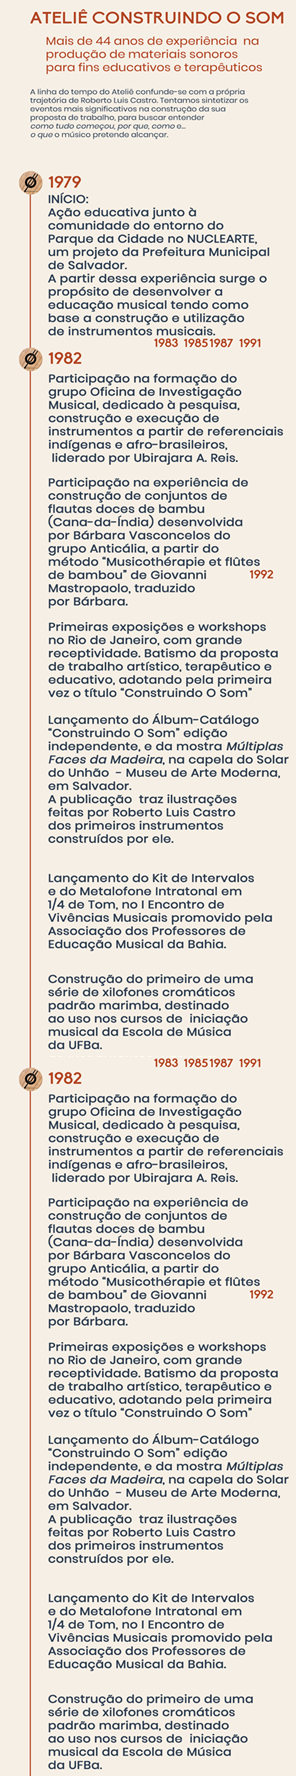 ATELIÊ CONSTRUINDO O SOM
Mais de 44 anos de experiência na
produção de materiais sonoros
para fins educativos e terapêuticos
A linha do tempo do Ateliê confunde-se com a própria
trajetória de Roberto Luis Castro. Tentamos sintetizar os
eventos mais significativos na construção da sua
proposta de trabalho, para buscar entender
como tudo começou, por que, como e...
o que o músico pretende alcançar.
1979
INÍCIO:
Ação educativa junto à
comunidade do entorno do
Parque da Cidade no NUCLEARTE,
um projeto da Prefeitura Municipal
de Salvador.
A partir dessa experiência surge o
propósito de desenvolver a
educação musical tendo como
base a construção e utilização
de instrumentos musicais.
1983 1985 1987 1991
1982
Participação na formação do
grupo Oficina de Investigação
Musical, dedicado à pesquisa,
construção e execução de
instrumentos a partir de referenciais
indígenas e afro-brasileiros,
liderado por Ubirajara A. Reis.
Participação na experiência de
construção de conjuntos de
flautas doces de bambu
(Cana-da-Índia) desenvolvida
por Bárbara Vasconcelos do
grupo Anticália, a partir do
método "Musicothérapie et flûtes
de bambou" de Giovanni 1992
Mastropaolo, traduzido
por Bárbara.
Primeiras exposições e workshops
no Rio de Janeiro, com grande
receptividade. Batismo da proposta
de trabalho artístico, terapêutico e
educativo, adotando pela primeira
vez o título "Construindo O Som"
Lançamento do Álbum-Catálogo
"Construindo O Som" edição
independente, e da mostra Múltiplas
Faces da Madeira, na capela do Solar
do Unhão - Museu de Arte Moderna,
em Salvador.
A publicação traz ilustrações
feitas por Roberto Luis Castro
dos primeiros instrumentos
construídos por ele.
Lançamento do Kit de Intervalos
e do Metalofone Intratonal em
1/4 de Tom, no I Encontro de
Vivências Musicais promovido pela
Associação dos Professores de
Educação Musical da Bahia.
Construção do primeiro de uma
série de xilofones cromáticos
padrão marimba, destinado
ao uso nos cursos de iniciação
musical da Escola de Música
da UFBa.
1983 1985 1987 1991
1982
Participação na formação do
grupo Oficina de Investigação
Musical, dedicado à pesquisa,
construção e execução de
instrumentos a partir de referenciais
indígenas e afro-brasileiros,
liderado por Ubirajara A. Reis.
Participação na experiência de
construção de conjuntos de
flautas doces de bambu
(Cana-da-Índia) desenvolvida
por Bárbara Vasconcelos do
grupo Anticália, a partir do
método "Musicothérapie et flûtes
de bambou" de Giovanni 1992
Mastropaolo, traduzido
por Bárbara.
Primeiras exposições e workshops
no Rio de Janeiro, com grande
receptividade. Batismo da proposta
de trabalho artístico, terapêutico e
educativo, adotando pela primeira
vez o título "Construindo O Som"
Lançamento do Álbum-Catálogo
"Construindo O Som" edição
independente, e da mostra Múltiplas
Faces da Madeira, na capela do Solar
do Unhão - Museu de Arte Moderna,
em Salvador.
A publicação traz ilustrações
feitas por Roberto Luis Castro
dos primeiros instrumentos
construídos por ele.
Lançamento do Kit de Intervalos
e do Metalofone Intratonal em
1/4 de Tom, no I Encontro de
Vivências Musicais promovido pela
Associação dos Professores de
Educação Musical da Bahia.
Construção do primeiro de uma
série de xilofones cromáticos
padrão marimba, destinado
ao uso nos cursos de iniciação
musical da Escola de Música
da UFBa.